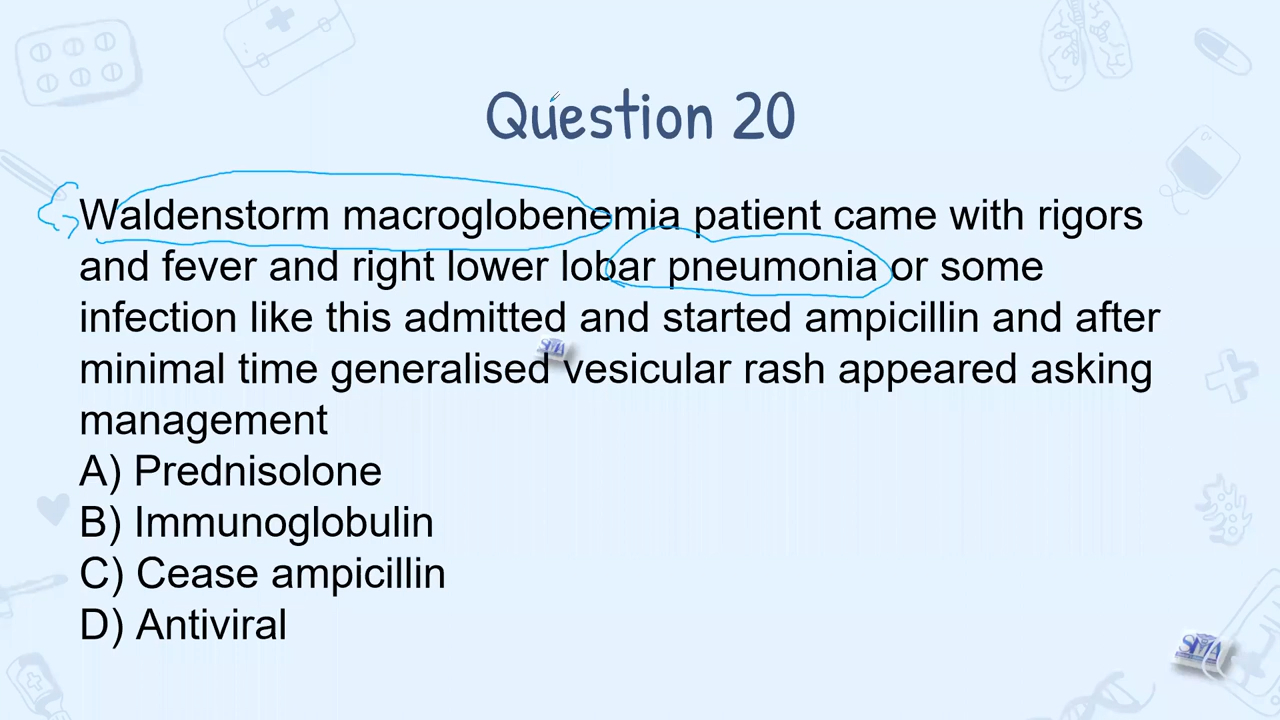 Question 20
Waldenstorm macroglobenemia patient came with rigors
and fever and right lower lobar pneumonia or some
infection like this admitted and started ampicillin and after
minimal time generalised vesicular rash appeared asking
management
A) Prednisolone
B) Immunoglobulin
C) Cease ampicillin
D) Antiviral
SMA
SMA